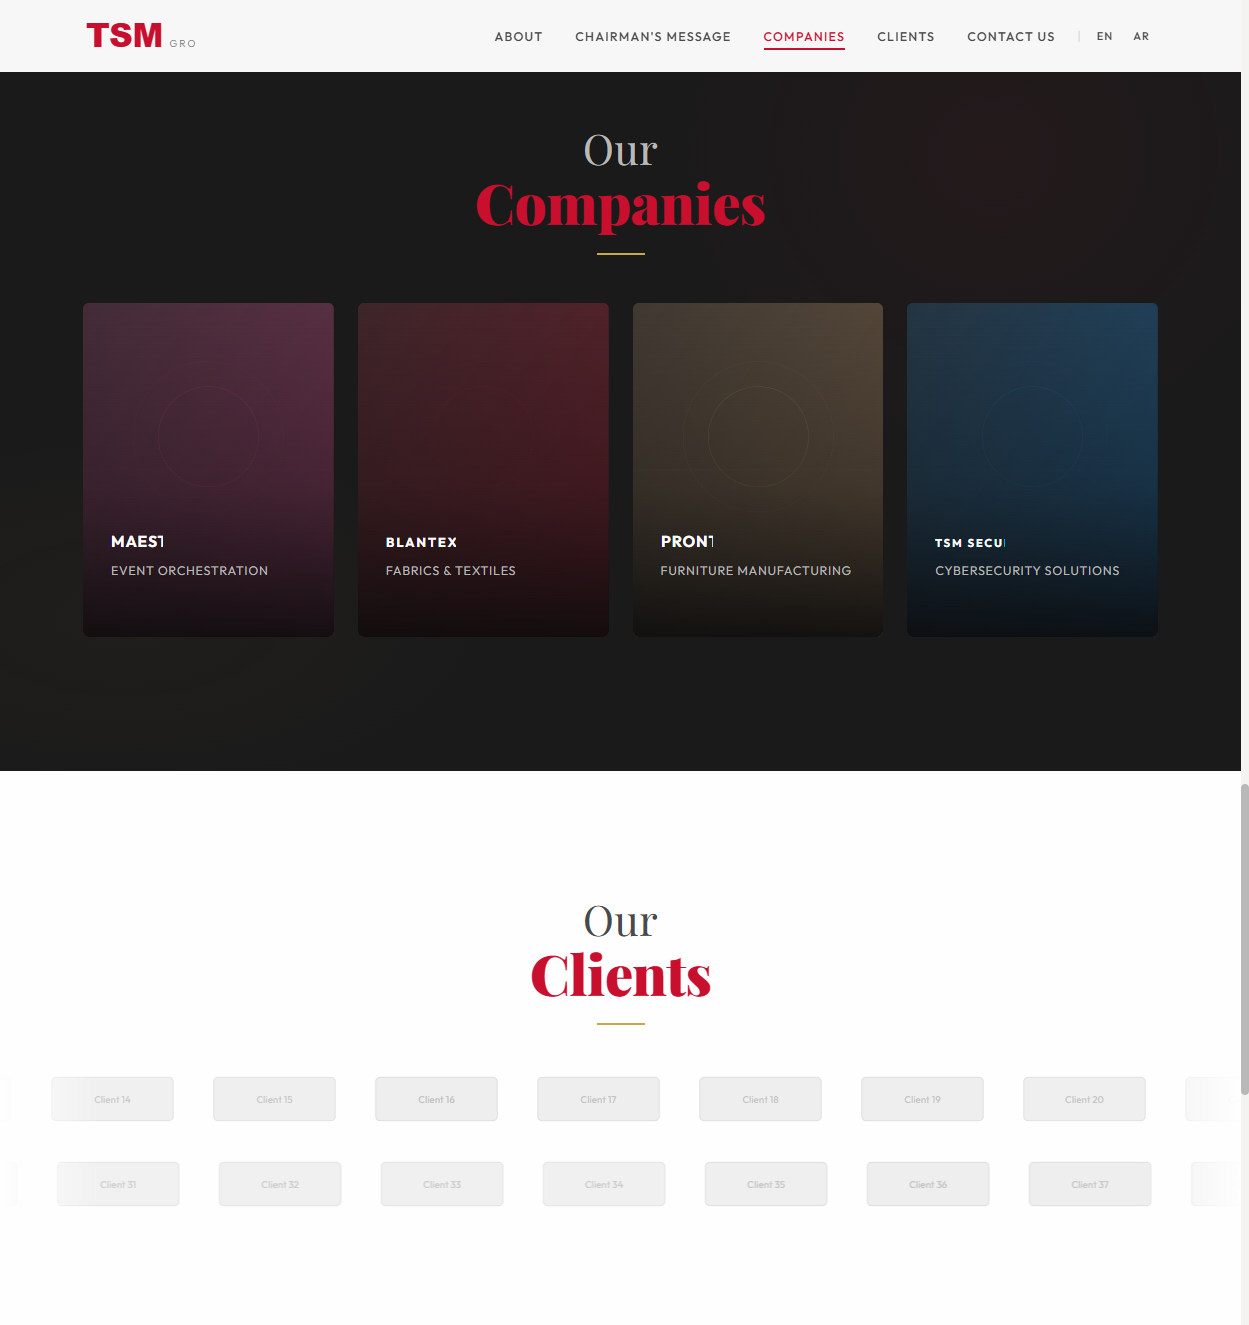 TSM GRO
ABOUT CHAIRMAN'S MESSAGE COMPANIES CLIENTS CONTACT US | EN AR
Our
Companies
MAEST
EVENT ORCHESTRATION
BLANTEX
FABRICS & TEXTILES
PRONT
FURNITURE MANUFACTURING
TSM SECU
CYBERSECURITY SOLUTIONS
Our
Clients
Client 14 Client 15 Client 16 Client 17 Client 18 Client 19 Client 20
Client 31 Client 32 Client 33 Client 34 Client 35 Client 36 Client 37